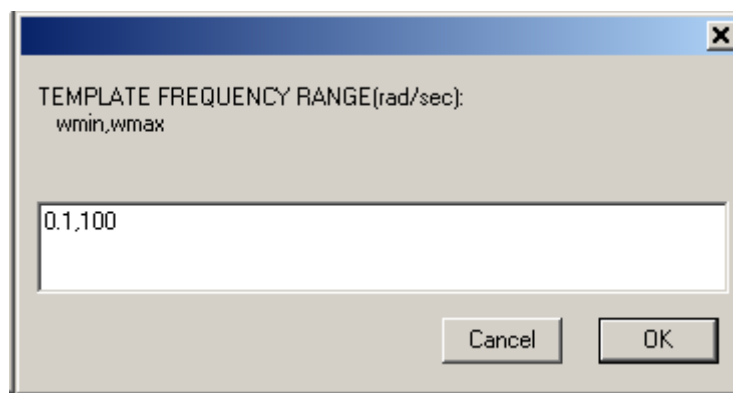 TEMPLATE FREQUENCY RANGE(rad/sec):
wmin,wmax
0.1,100
Cancel OK